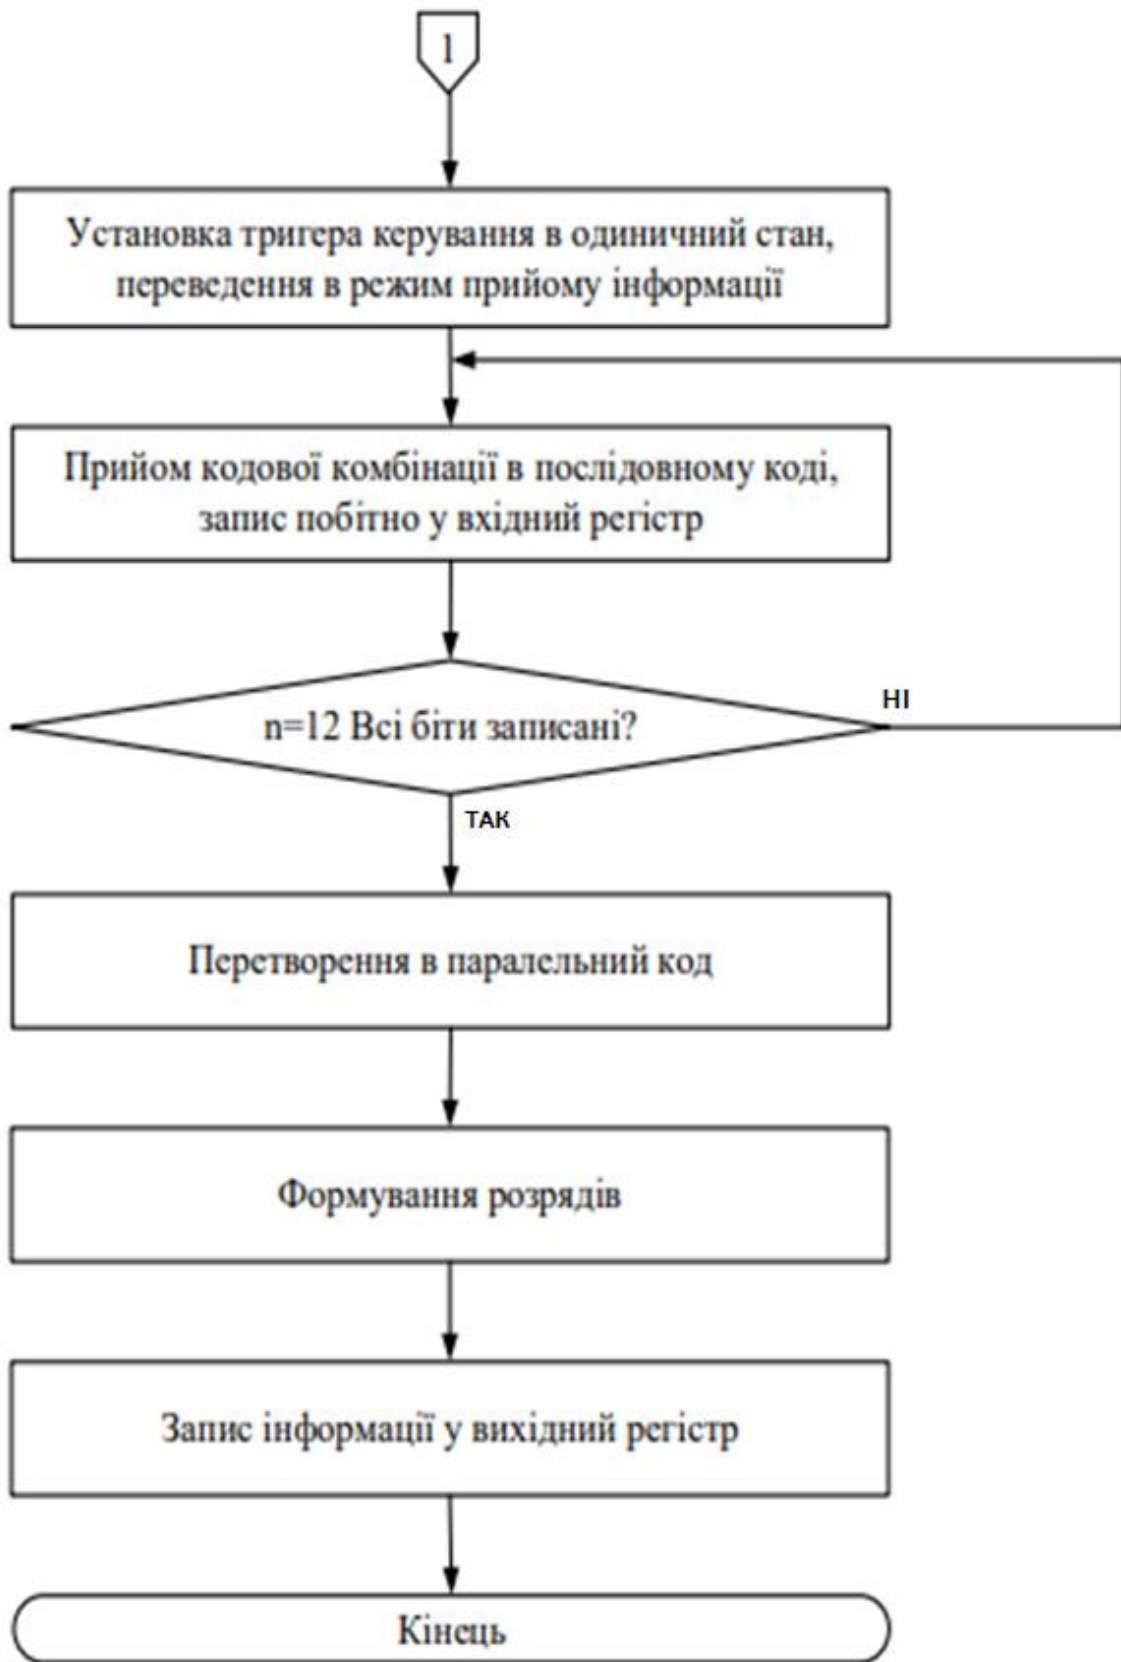 1
Установка тригера керування в одиничний стан,
переведення в режим прийому інформації
Прийом кодової комбінації в послідовному коді,
запис побітно у вхідний регістр
n=12 Всі біти записані?
НІ
ТАК
Перетворення в паралельний код
Формування розрядів
Запис інформації у вихідний регістр
Кінець